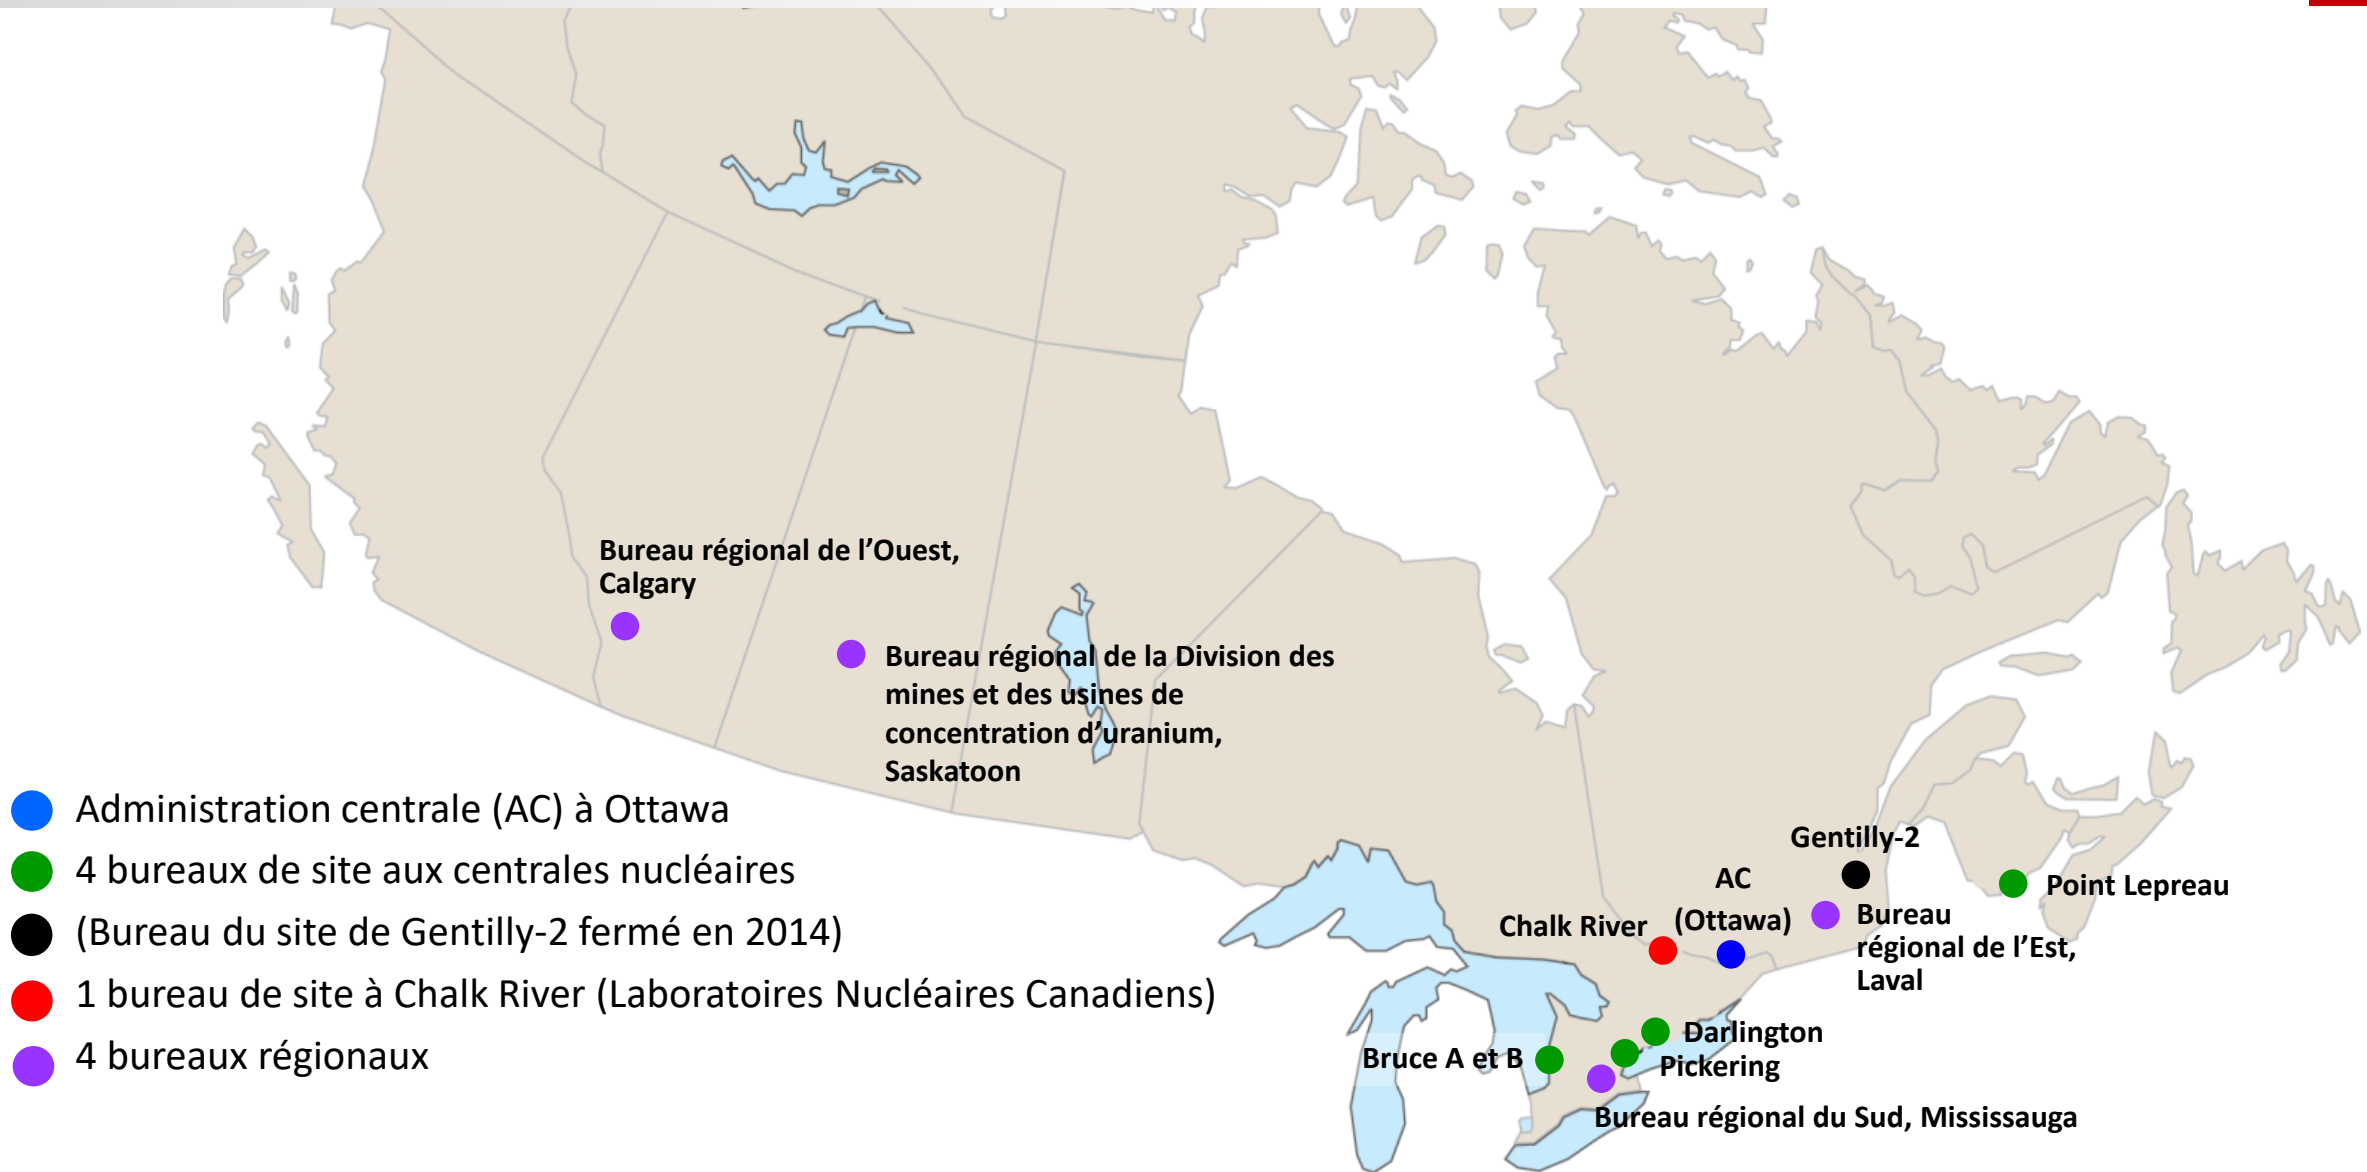 Bureau régional de l’Ouest,
Calgary
Bureau régional de la Division des
mines et des usines de
concentration d’uranium,
Saskatoon
Administration centrale (AC) à Ottawa
4 bureaux de site aux centrales nucléaires
(Bureau du site de Gentilly-2 fermé en 2014)
1 bureau de site à Chalk River (Laboratoires Nucléaires Canadiens)
4 bureaux régionaux
Gentilly-2
AC
(Ottawa)
Chalk River
Point Lepreau
Bureau
régional de l’Est,
Laval
Darlington
Pickering
Bruce A et B
Bureau régional du Sud, Mississauga